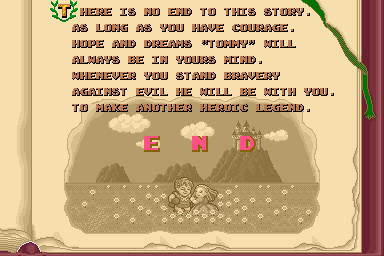 THERE IS NO END TO THIS STORY.
AS LONG AS YOU HAVE COURAGE.
HOPE AND DREAMS "TOMMY" WILL
ALWAYS BE IN YOURS MIND.
WHENEVER YOU STAND BRAVERY
AGAINST EVIL HE WILL BE WITH YOU.
TO MAKE ANOTHER HEROIC LEGEND.
END